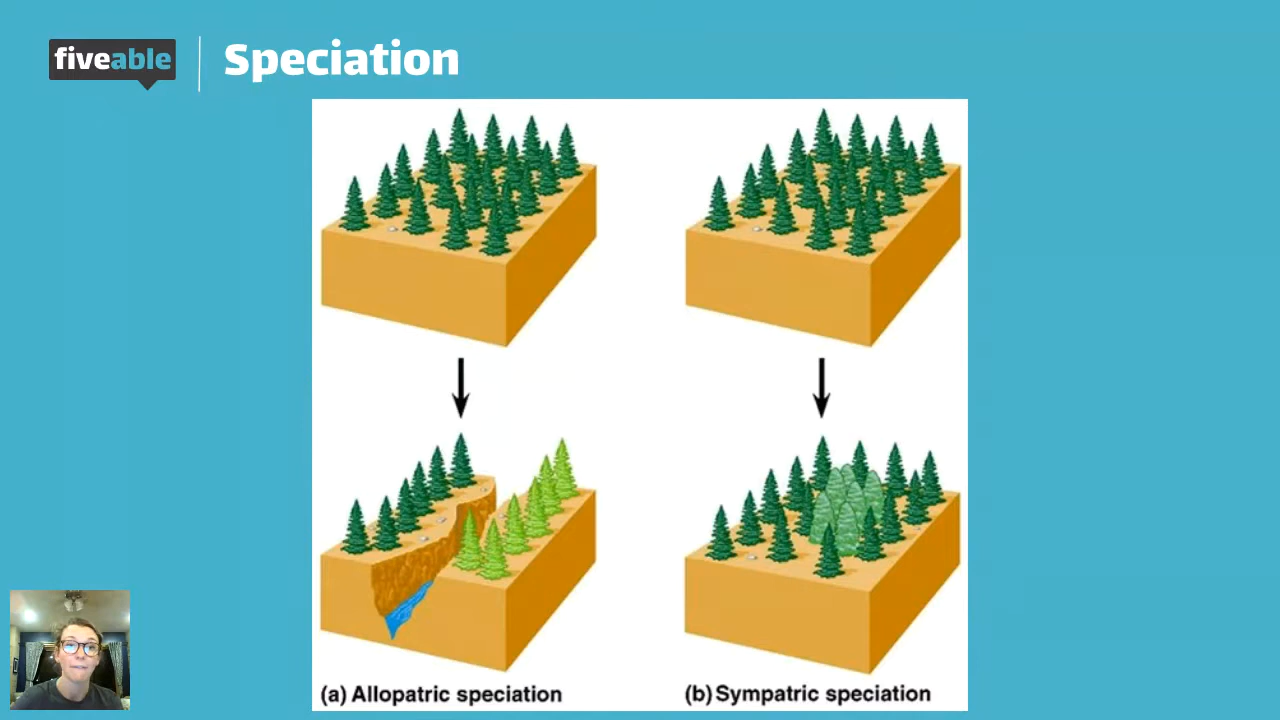 fiveable
Speciation
(a) Allopatric speciation
(b) Sympatric speciation